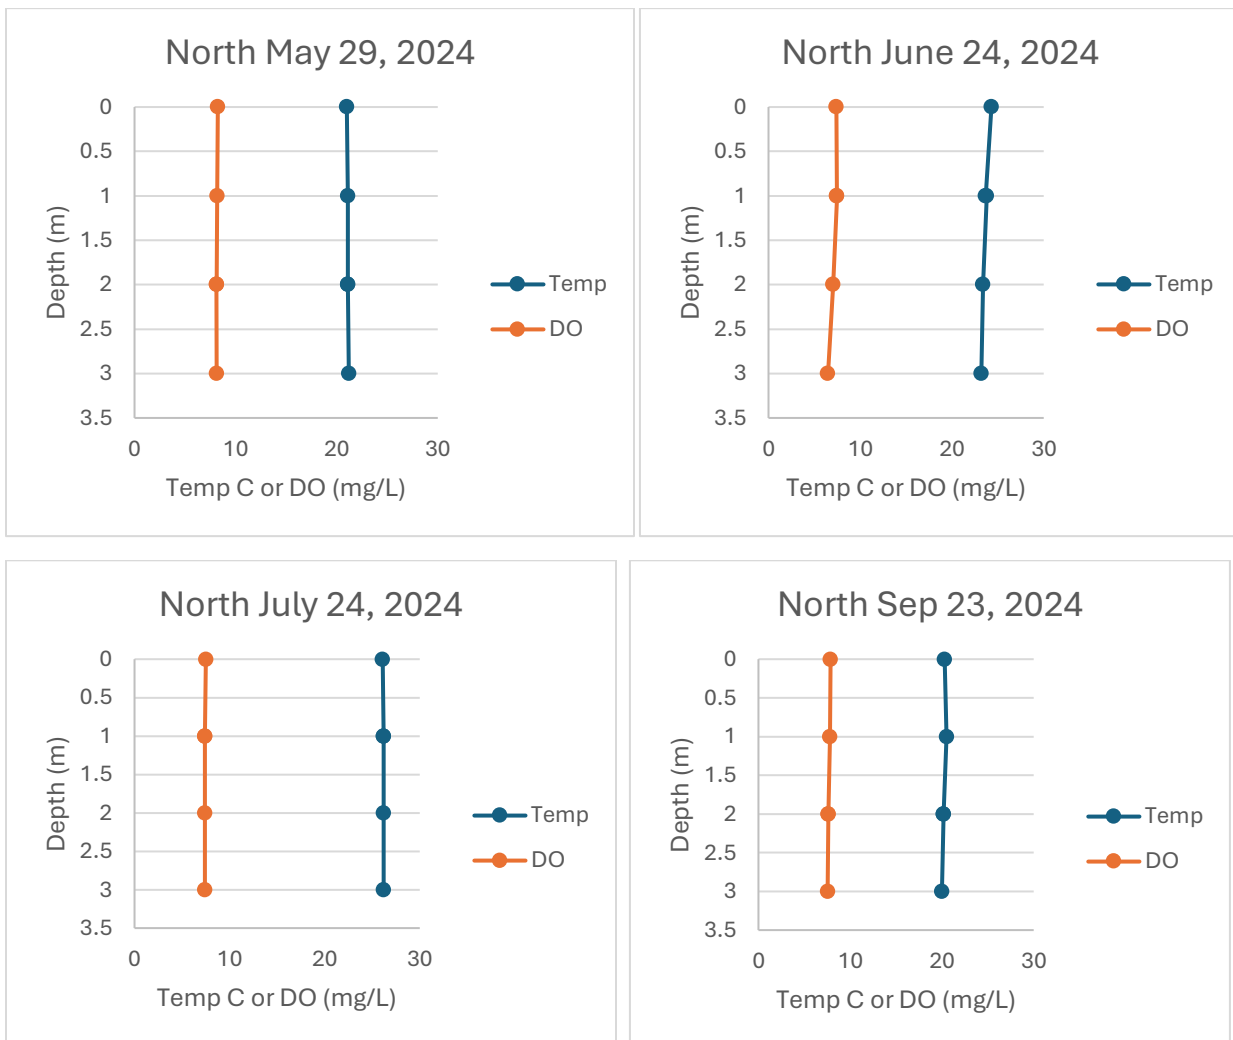 North May 29, 2024
0
0.5
1
1.5
2
2.5
3
3.5
Depth (m)
0 10 20 30
Temp C or DO (mg/L)
Temp
DO
North June 24, 2024
0
0.5
1
1.5
2
2.5
3
3.5
Depth (m)
0 10 20 30
Temp C or DO (mg/L)
Temp
DO
North July 24, 2024
0
0.5
1
1.5
2
2.5
3
3.5
Depth (m)
0 10 20 30
Temp C or DO (mg/L)
Temp
DO
North Sep 23, 2024
0
0.5
1
1.5
2
2.5
3
3.5
Depth (m)
0 10 20 30
Temp C or DO (mg/L)
Temp
DO